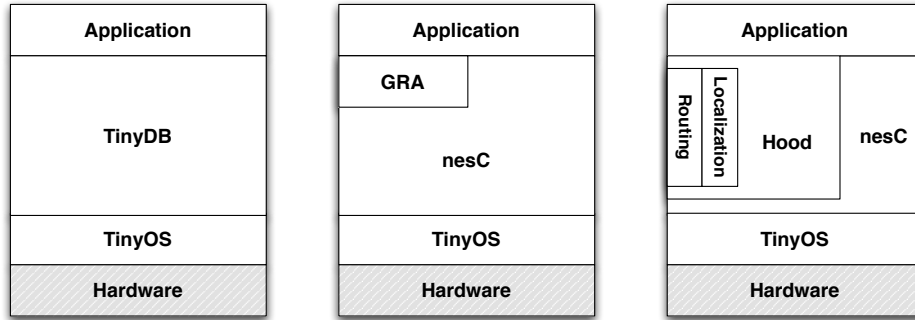 Application
TinyDB
TinyOS
Hardware
Application
GRA
nesC
TinyOS
Hardware
Application
Routing
Localization
Hood
nesC
TinyOS
Hardware